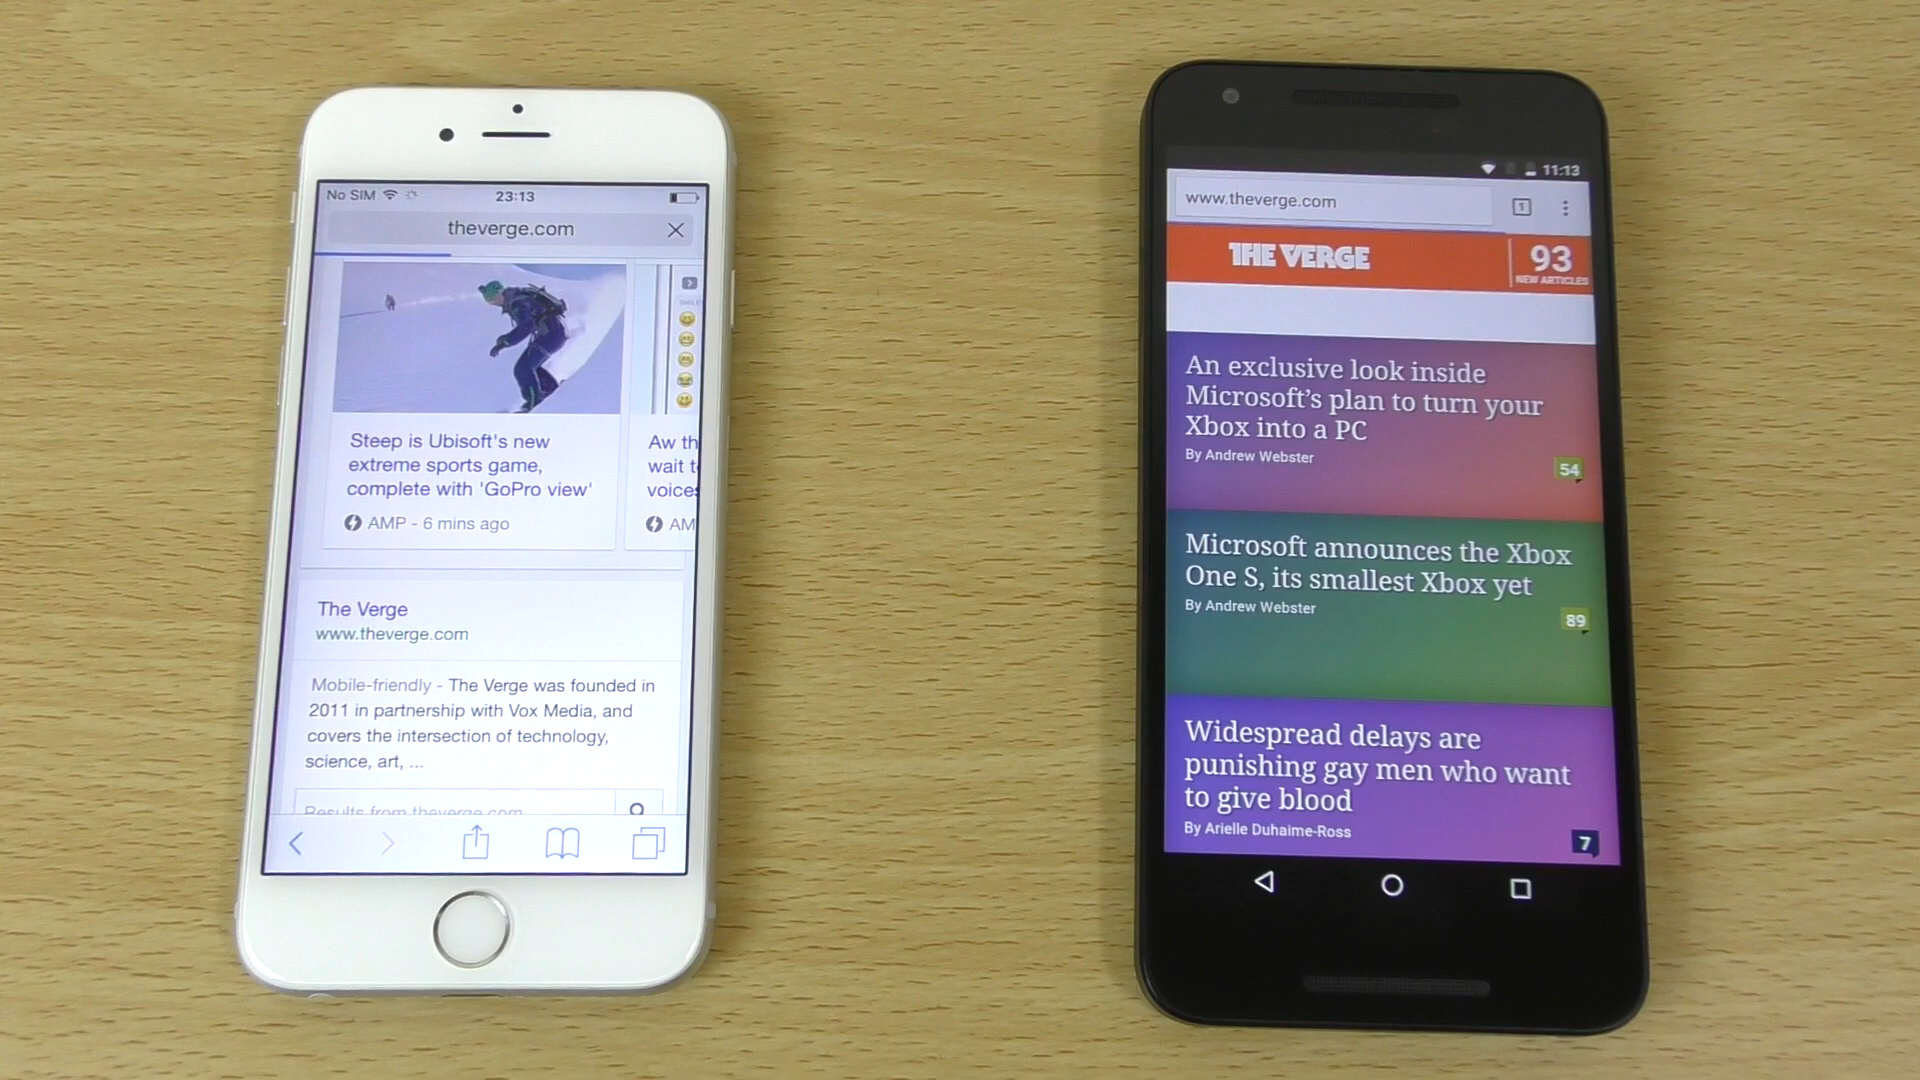 No SIM 23:13
theverge.com
Steep is Ubisoft's new
extreme sports game,
complete with 'GoPro view'
AMP - 6 mins ago
Aw th
wait t
voices
AM
The Verge
www.theverge.com
Mobile-friendly - The Verge was founded in
2011 in partnership with Vox Media, and
covers the intersection of technology,
science, art, ...
Results from theverge.com
11:13
www.theverge.com
1
THE VERGE
93
NEW ARTICLES
An exclusive look inside
Microsoft's plan to turn your
Xbox into a PC
By Andrew Webster
54
Microsoft announces the Xbox
One S, its smallest Xbox yet
By Andrew Webster
89
Widespread delays are
punishing gay men who want
to give blood
By Arielle Duhaime-Ross
7